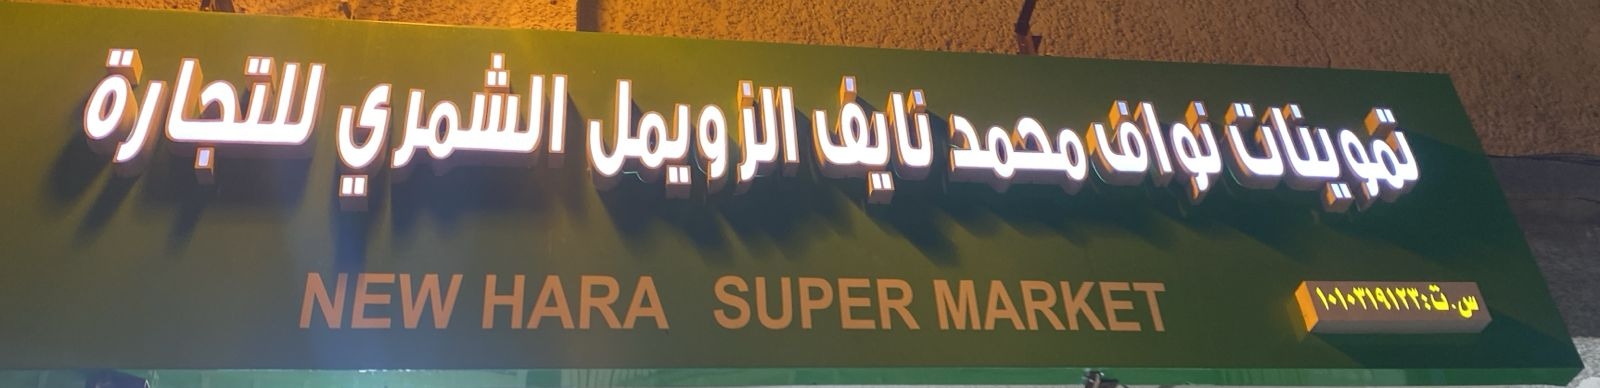 تموينات نواف محمد نايف الزويمل الشمري للتجارة
NEW HARA SUPER MARKET
س.ت: ١٠١٠٣١٩١٢٣